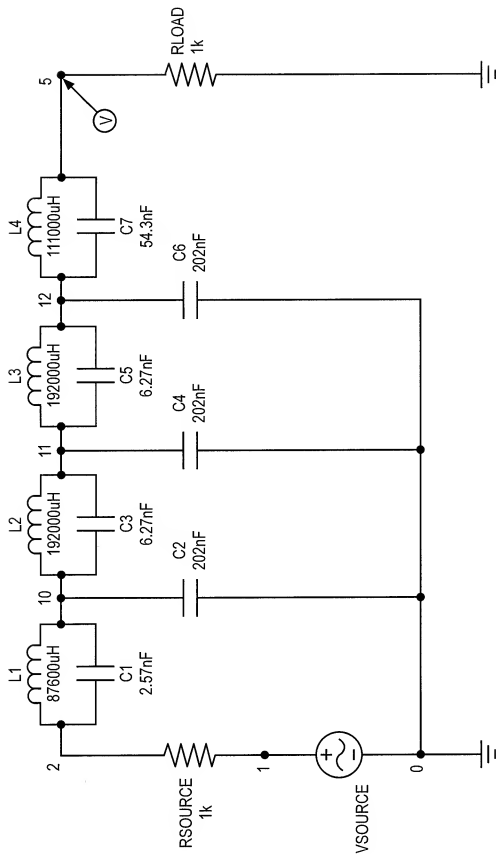 5
V
RLOAD
1k
L4
111000uH
C7
54.3nF
12
C6
202nF
L3
192000uH
C5
6.27nF
11
C4
202nF
L2
192000uH
C3
6.27nF
10
C2
202nF
L1
87600uH
C1
2.57nF
2
RSOURCE
1k
1
VSOURCE
0